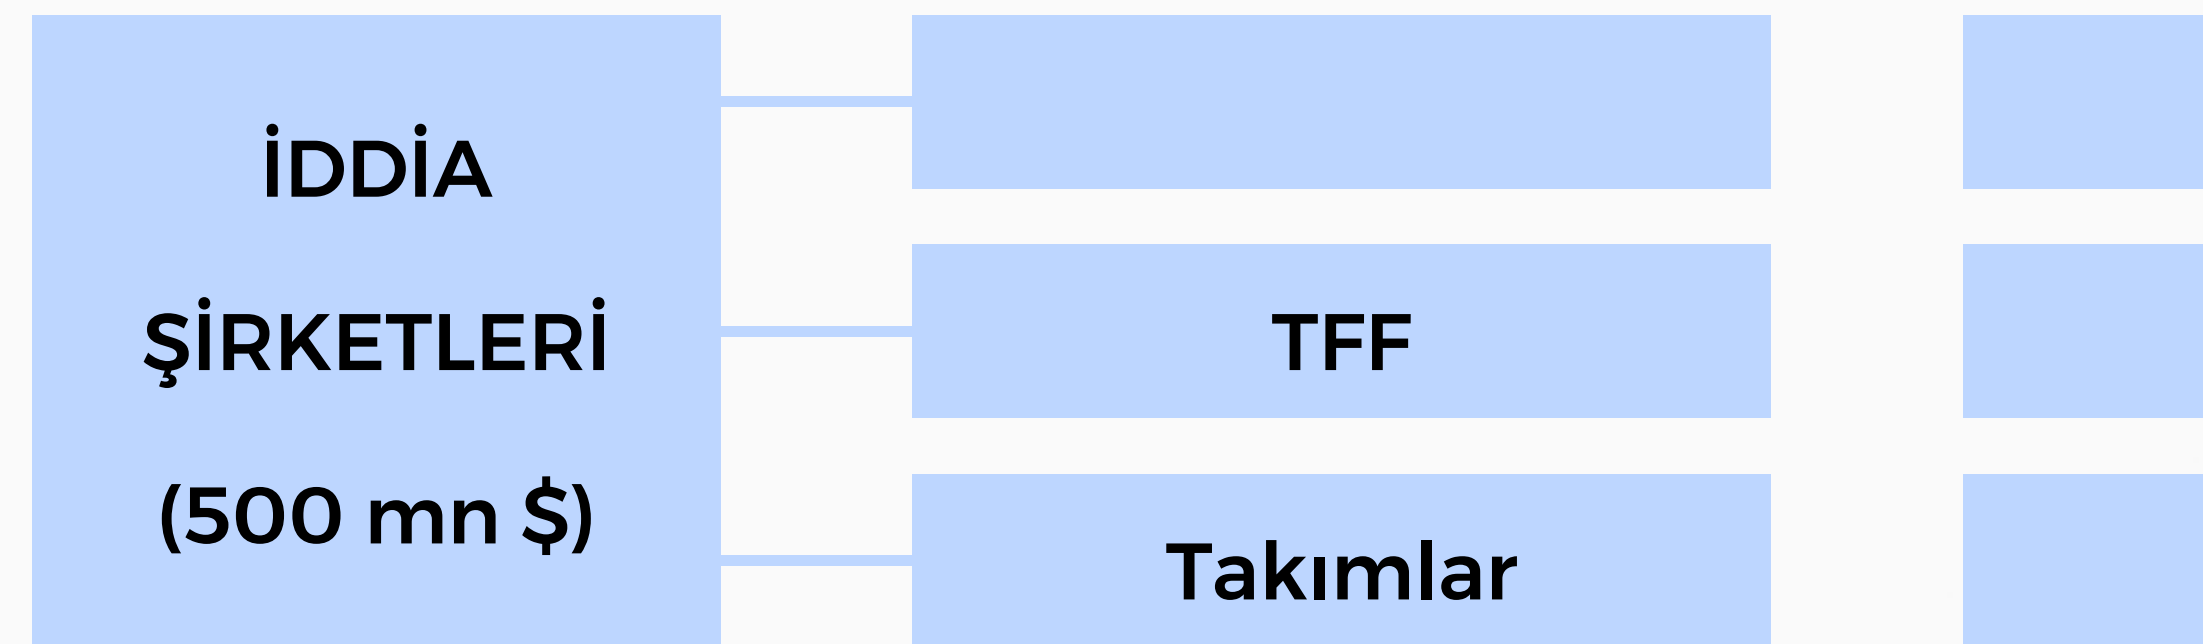 İDDİA
ŞİRKETLERİ
(500 mn $)
TFF
Takımlar